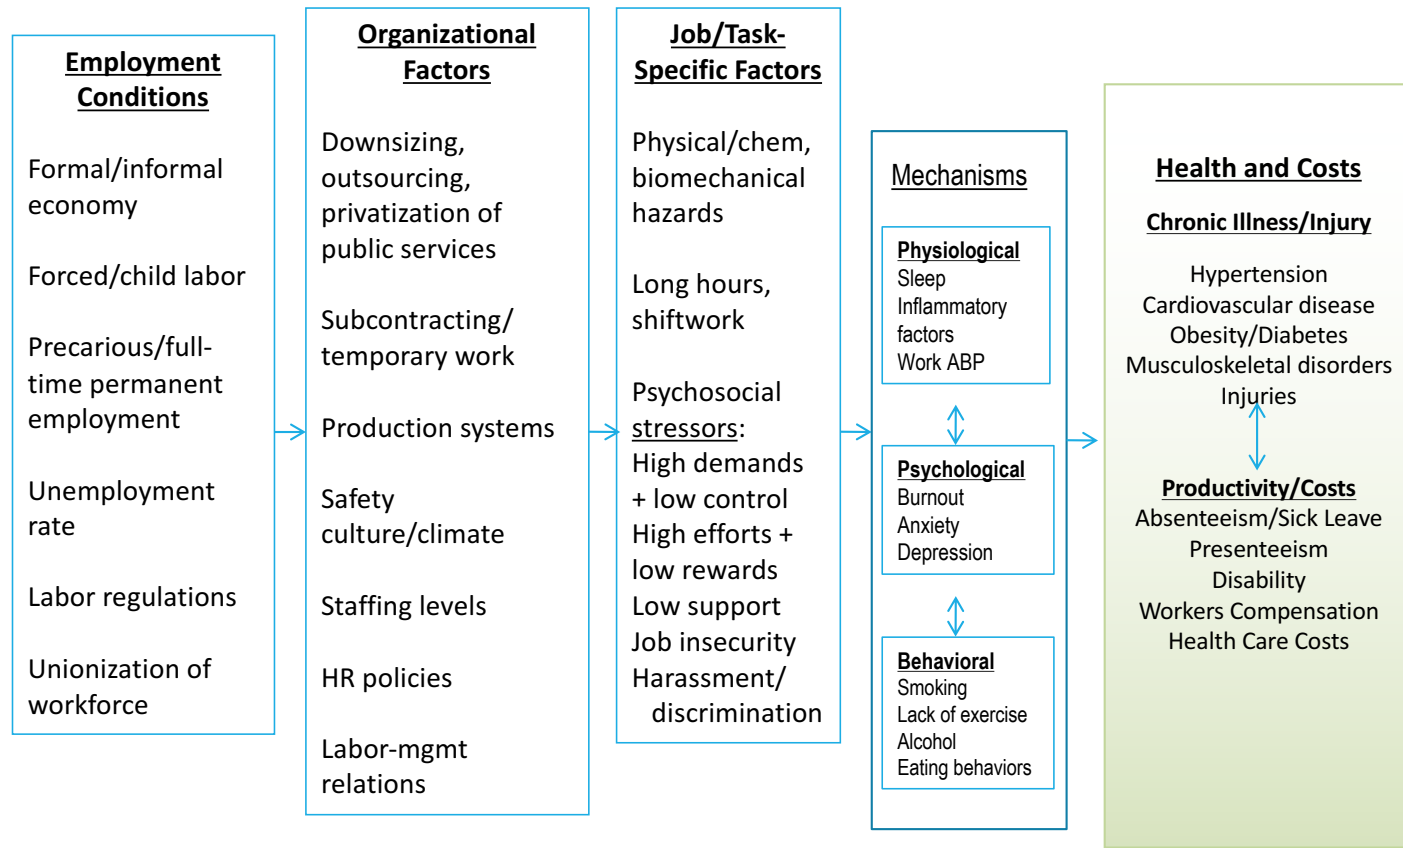 Employment
Conditions
Formal/informal
economy
Forced/child labor
Precarious/full-
time permanent
employment
Unemployment
rate
Labor regulations
Unionization of
workforce
Organizational
Factors
Downsizing,
outsourcing,
privatization of
public services
Subcontracting/
temporary work
Production systems
Safety
culture/climate
Staffing levels
HR policies
Labor-mgmt
relations
Job/Task-
Specific Factors
Physical/chem,
biomechanical
hazards
Long hours,
shiftwork
Psychosocial
stressors:
High demands
+ low control
High efforts +
low rewards
Low support
Job insecurity
Harassment/
discrimination
Mechanisms
Physiological
Sleep
Inflammatory
factors
Work ABP
Psychological
Burnout
Anxiety
Depression
Behavioral
Smoking
Lack of exercise
Alcohol
Eating behaviors
Health and Costs
Chronic Illness/Injury
Hypertension
Cardiovascular disease
Obesity/Diabetes
Musculoskeletal disorders
Injuries
Productivity/Costs
Absenteeism/Sick Leave
Presenteeism
Disability
Workers Compensation
Health Care Costs